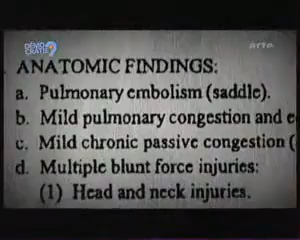 arte
ANATOMIC FINDINGS:
a. Pulmonary embolism (saddle).
b. Mild pulmonary congestion and e
c. Mild chronic passive congestion (
d. Multiple blunt force injuries:
(1) Head and neck injuries.